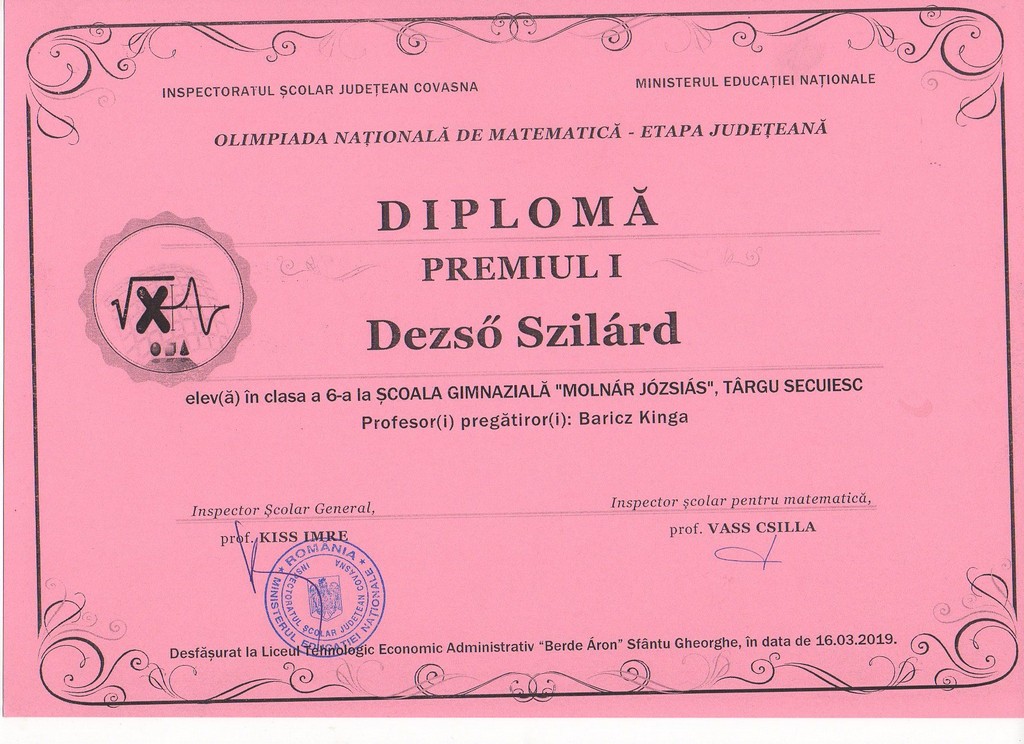 INSPECTORATUL ȘCOLAR JUDEȚEAN COVASNA
MINISTERUL EDUCAȚIEI NAȚIONALE
OLIMPIADA NAȚIONALĂ DE MATEMATICĂ - ETAPA JUDEȚEANĂ
DIPLOMĂ
PREMIUL I
Dezső Szilárd
√X
OJA
elev(ă) în clasa a 6-a la ȘCOALA GIMNAZIALĂ "MOLNÁR JÓZSIÁS", TÂRGU SECUIESC
Profesor(i) pregătiror(i): Baricz Kinga
Inspector Școlar General,
Inspector școlar pentru matematică,
prof. KISS IMRE
prof. VASS CSILLA
* ROMÂNIA * MINISTERUL EDUCAȚIEI NAȚIONALE
INSPECTORATUL ȘCOLAR JUDEȚEAN COVASNA
Desfășurat la Liceul Tehnologic Economic Administrativ “Berde Áron” Sfântu Gheorghe, în data de 16.03.2019.